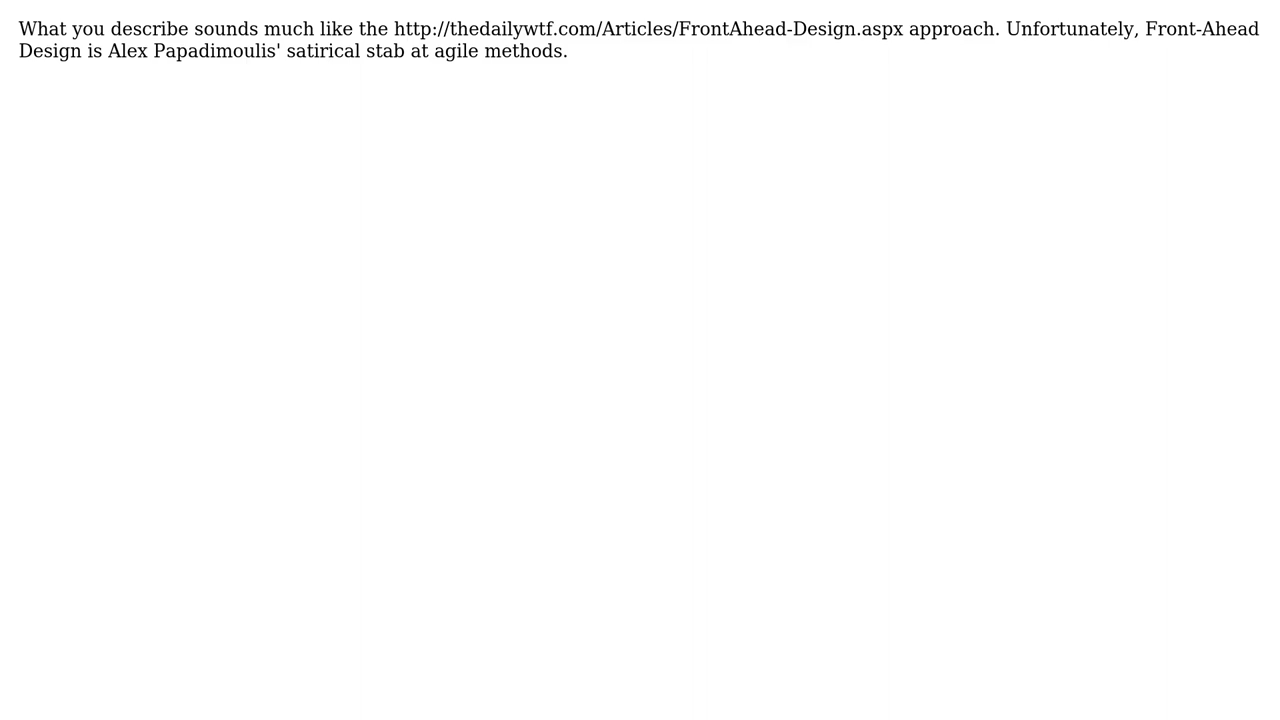 What you describe sounds much like the http://thedailywtf.com/Articles/FrontAhead-Design.aspx approach. Unfortunately, Front-Ahead
Design is Alex Papadimoulis' satirical stab at agile methods.